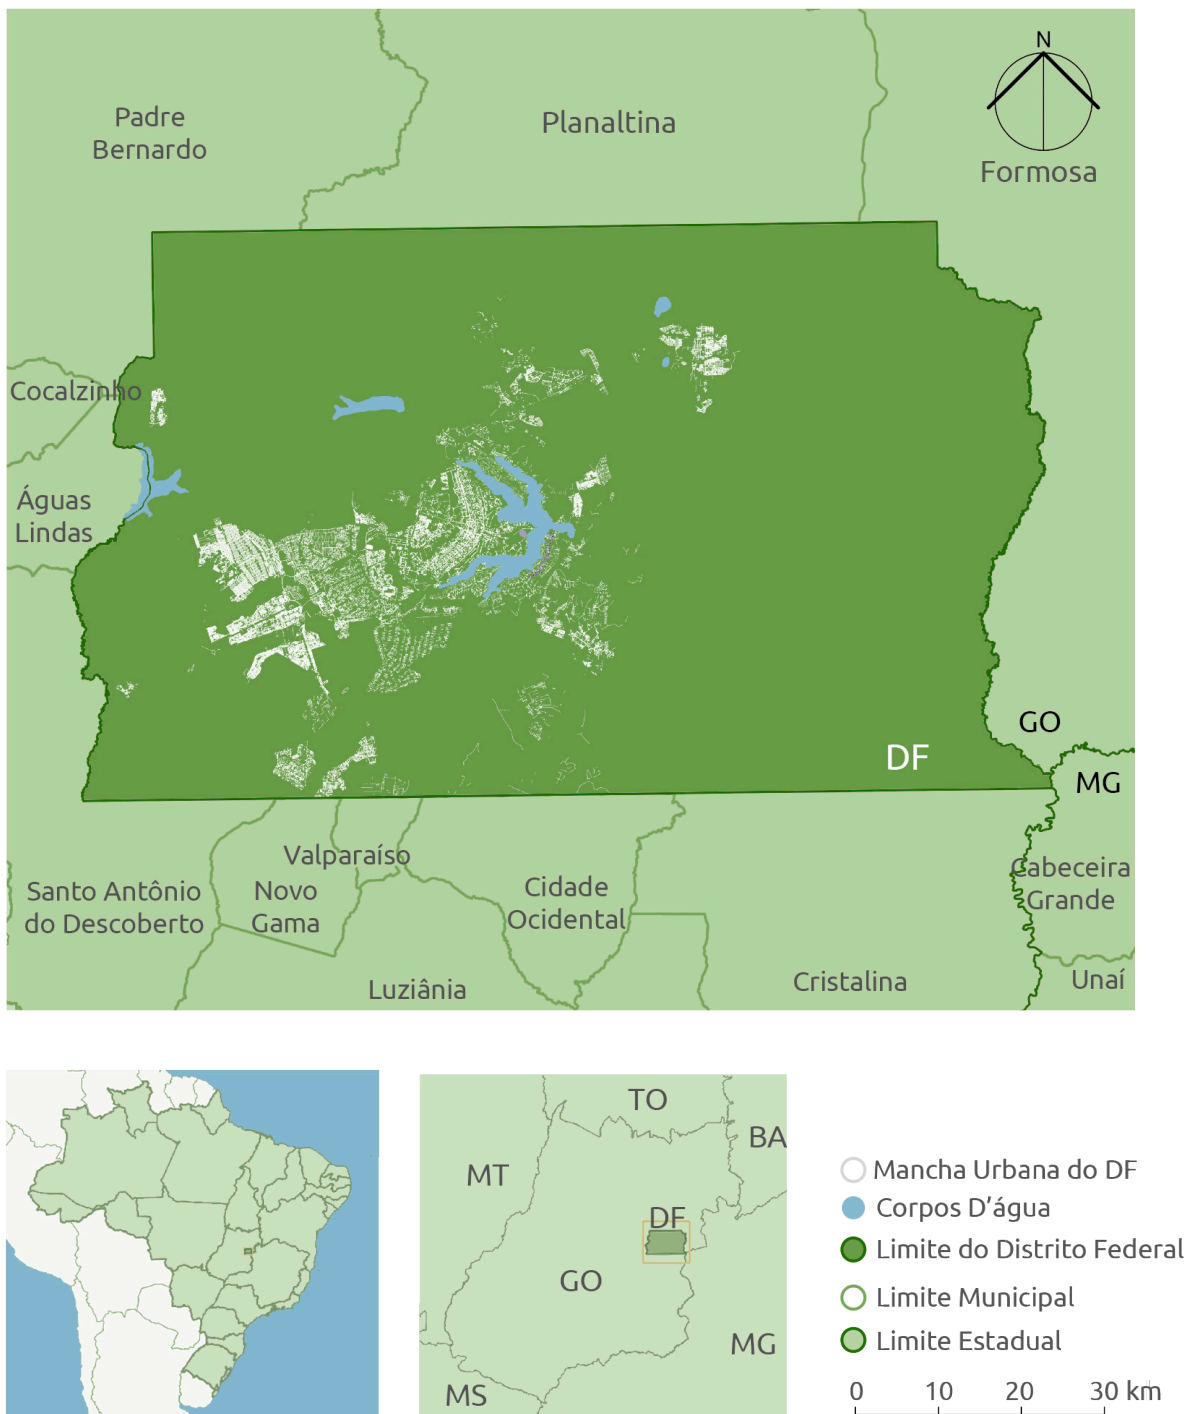 N
Padre
Bernardo
Planaltina
Formosa
Cocalzinho
Águas
Lindas
GO
DF
MG
Valparaíso
Santo Antônio
do Descoberto
Novo
Gama
Cidade
Ocidental
Cabeceira
Grande
Luziânia
Cristalina
Unaí
TO
BA
MT
DF
GO
MG
MS
Mancha Urbana do DF
Corpos D’água
Limite do Distrito Federal
Limite Municipal
Limite Estadual
0 10 20 30 km